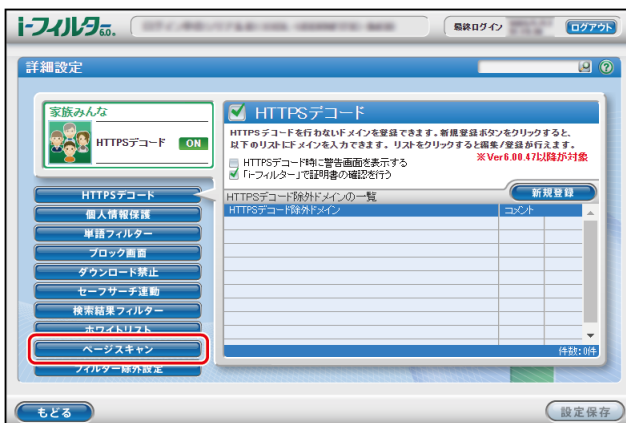 i-フィルター6.0.
最終ログイン
ログアウト
詳細設定
家族みんな
HTTPSデコード ON
HTTPSデコード
個人情報保護
単語フィルター
ブロック画面
ダウンロード禁止
セーフサーチ連動
検索結果フィルター
ホワイトリスト
ページスキャン
フィルター除外設定
HTTPSデコード
HTTPSデコードを行わないドメインを登録できます。新規登録ボタンをクリックすると、
以下のリストにドメインを入力できます。リストをクリックすると編集/登録が行えます。
※Ver6.00.47以降が対象
HTTPSデコード時に警告画面を表示する
「i-フィルター」で証明書の確認を行う
新規登録
HTTPSデコード除外ドメインの一覧
HTTPSデコード除外ドメイン コメント
件数:0件
もどる
設定保存